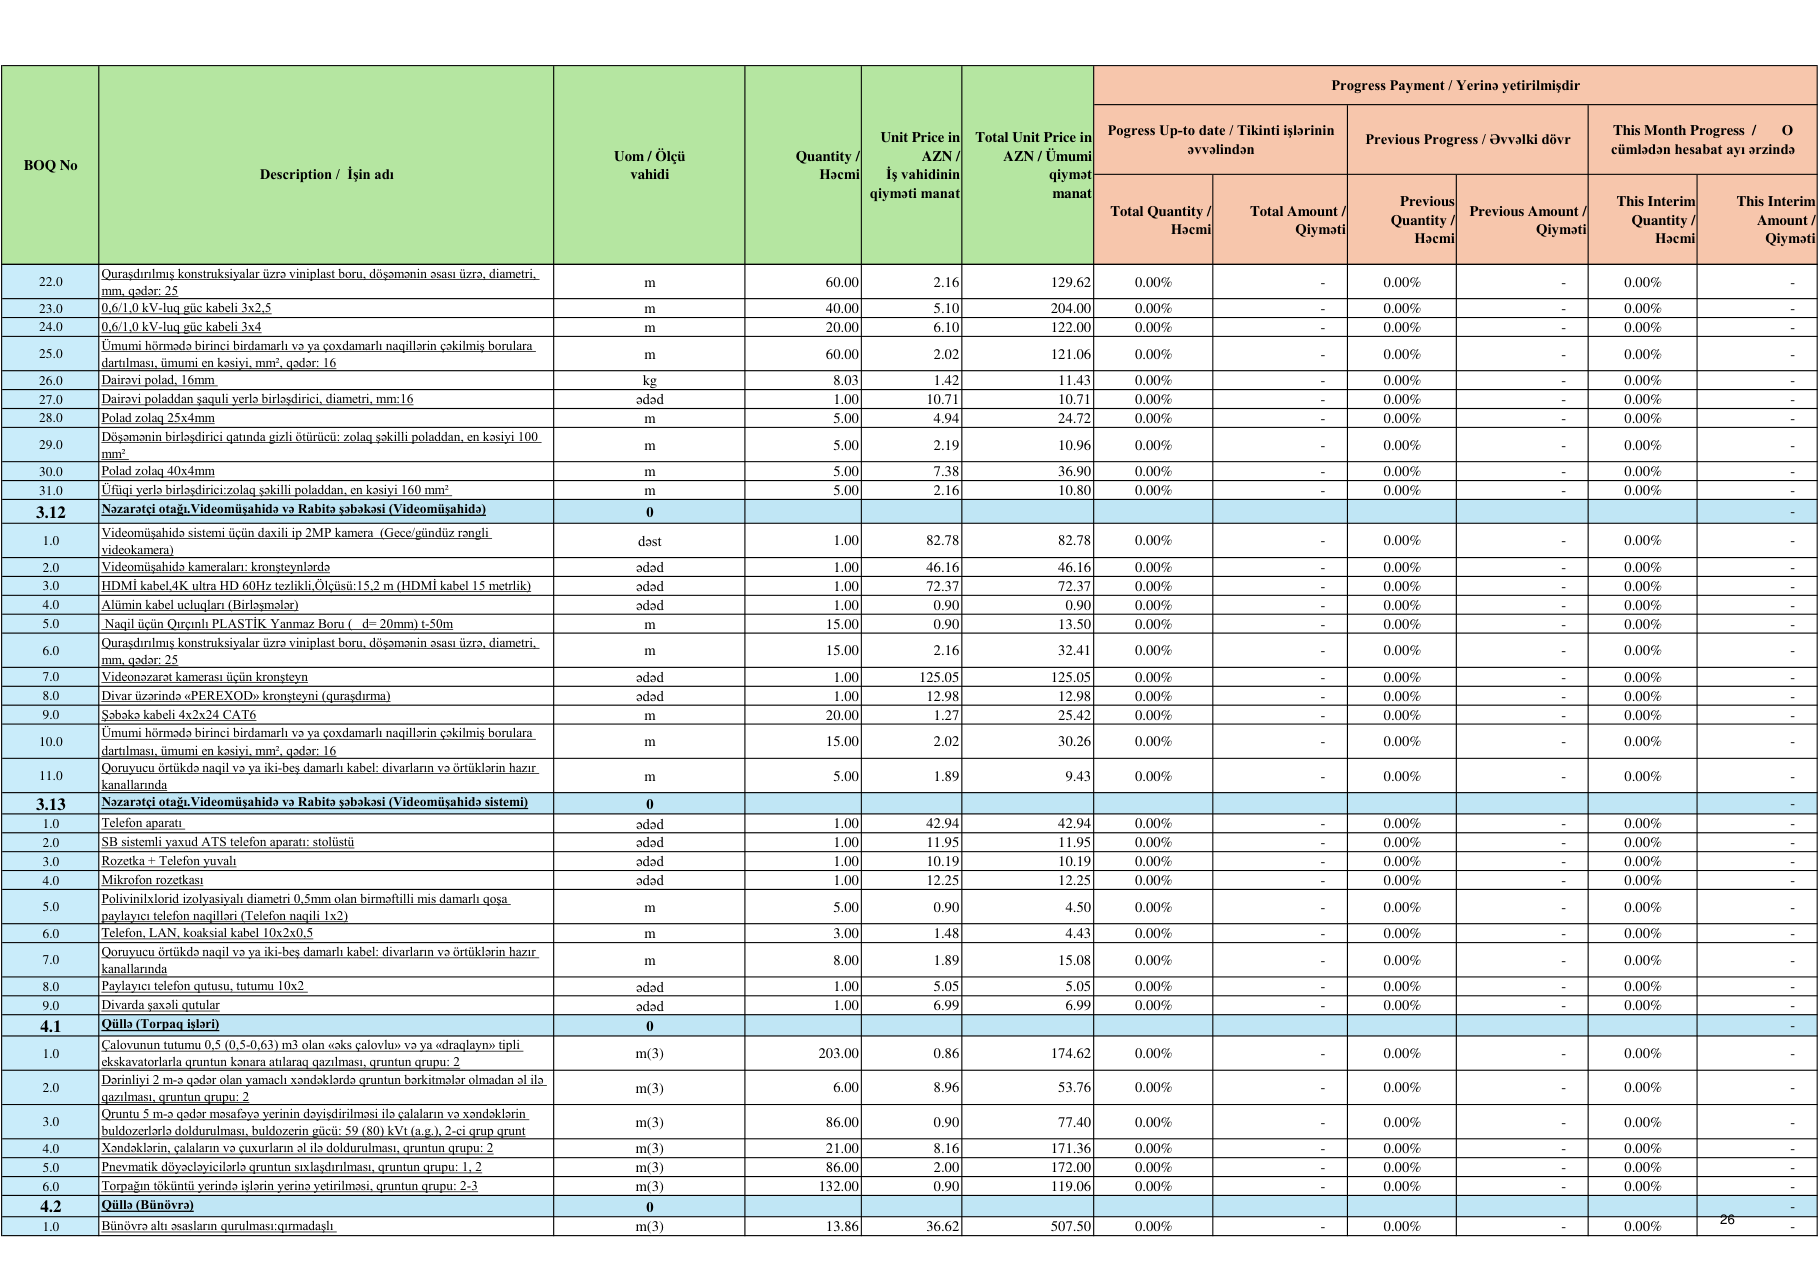 BOQ No
Description /  İşin adı
Uom / Ölçü
vahidi
Quantity /
Həcmi
Unit Price in
AZN /
İş vahidinin
qiyməti manat
Total Unit Price in
AZN / Ümumi
qiymət
manat
Progress Payment / Yerinə yetirilmişdir
Pogress Up-to date / Tikinti işlərinin
əvvəlindən
Previous Progress / Əvvəlki dövr
This Month Progress  /       O
cümlədən hesabat ayı ərzində
Total Quantity /
Həcmi
Total Amount /
Qiyməti
Previous
Quantity /
Həcmi
Previous Amount /
Qiyməti
This Interim
Quantity /
Həcmi
This Interim
Amount /
Qiyməti
22.0 Quraşdırılmış konstruksiyalar üzrə viniplast boru, döşəmənin əsası üzrə, diametri,
mm, qədər: 25 m 60.00 2.16 129.62 0.00% - 0.00% - 0.00% -
23.0 0,6/1,0 kV-luq güc kabeli 3x2,5 m 40.00 5.10 204.00 0.00% - 0.00% - 0.00% -
24.0 0,6/1,0 kV-luq güc kabeli 3x4 m 20.00 6.10 122.00 0.00% - 0.00% - 0.00% -
25.0 Ümumi hörmədə birinci birdamarlı və ya çoxdamarlı naqillərin çəkilmiş borulara
dartılması, ümumi en kəsiyi, mm², qədər: 16 m 60.00 2.02 121.06 0.00% - 0.00% - 0.00% -
26.0 Dairəvi polad, 16mm kg 8.03 1.42 11.43 0.00% - 0.00% - 0.00% -
27.0 Dairəvi poladdan şaquli yerlə birləşdirici, diametri, mm:16 ədəd 1.00 10.71 10.71 0.00% - 0.00% - 0.00% -
28.0 Polad zolaq 25x4mm m 5.00 4.94 24.72 0.00% - 0.00% - 0.00% -
29.0 Döşəmənin birləşdirici qatında gizli ötürücü: zolaq şəkilli poladdan, en kəsiyi 100
mm² m 5.00 2.19 10.96 0.00% - 0.00% - 0.00% -
30.0 Polad zolaq 40x4mm m 5.00 7.38 36.90 0.00% - 0.00% - 0.00% -
31.0 Üfüqi yerlə birləşdirici:zolaq şəkilli poladdan, en kəsiyi 160 mm² m 5.00 2.16 10.80 0.00% - 0.00% - 0.00% -
3.12 Nəzarətçi otağı.Videomüşahidə və Rabitə şəbəkəsi (Videomüşahidə) 0 -
1.0 Videomüşahidə sistemi üçün daxili ip 2MP kamera  (Gece/gündüz rəngli
videokamera) dəst 1.00 82.78 82.78 0.00% - 0.00% - 0.00% -
2.0 Videomüşahidə kameraları: kronşteynlərdə ədəd 1.00 46.16 46.16 0.00% - 0.00% - 0.00% -
3.0 HDMİ kabel,4K ultra HD 60Hz tezlikli,Ölçüsü:15,2 m (HDMİ kabel 15 metrlik) ədəd 1.00 72.37 72.37 0.00% - 0.00% - 0.00% -
4.0 Alümin kabel ucluqları (Birləşmələr) ədəd 1.00 0.90 0.90 0.00% - 0.00% - 0.00% -
5.0 Naqil üçün Qırçınlı PLASTİK Yanmaz Boru (   d= 20mm) t-50m m 15.00 0.90 13.50 0.00% - 0.00% - 0.00% -
6.0 Quraşdırılmış konstruksiyalar üzrə viniplast boru, döşəmənin əsası üzrə, diametri,
mm, qədər: 25 m 15.00 2.16 32.41 0.00% - 0.00% - 0.00% -
7.0 Videonəzarət kamerası üçün kronşteyn ədəd 1.00 125.05 125.05 0.00% - 0.00% - 0.00% -
8.0 Divar üzərində «PEREXOD» kronşteyni (quraşdırma) ədəd 1.00 12.98 12.98 0.00% - 0.00% - 0.00% -
9.0 Şəbəkə kabeli 4x2x24 CAT6 m 20.00 1.27 25.42 0.00% - 0.00% - 0.00% -
10.0 Ümumi hörmədə birinci birdamarlı və ya çoxdamarlı naqillərin çəkilmiş borulara
dartılması, ümumi en kəsiyi, mm², qədər: 16 m 15.00 2.02 30.26 0.00% - 0.00% - 0.00% -
11.0 Qoruyucu örtükdə naqil və ya iki-beş damarlı kabel: divarların və örtüklərin hazır
kanallarında m 5.00 1.89 9.43 0.00% - 0.00% - 0.00% -
3.13 Nəzarətçi otağı.Videomüşahidə və Rabitə şəbəkəsi (Videomüşahidə sistemi) 0 -
1.0 Telefon aparatı ədəd 1.00 42.94 42.94 0.00% - 0.00% - 0.00% -
2.0 SB sistemli yaxud ATS telefon aparatı: stolüstü ədəd 1.00 11.95 11.95 0.00% - 0.00% - 0.00% -
3.0 Rozetka + Telefon yuvalı ədəd 1.00 10.19 10.19 0.00% - 0.00% - 0.00% -
4.0 Mikrofon rozetkası ədəd 1.00 12.25 12.25 0.00% - 0.00% - 0.00% -
5.0 Polivinilxlorid izolyasiyalı diametri 0,5mm olan birməftilli mis damarlı qoşa
paylayıcı telefon naqilləri (Telefon naqili 1x2) m 5.00 0.90 4.50 0.00% - 0.00% - 0.00% -
6.0 Telefon, LAN, koaksial kabel 10x2x0,5 m 3.00 1.48 4.43 0.00% - 0.00% - 0.00% -
7.0 Qoruyucu örtükdə naqil və ya iki-beş damarlı kabel: divarların və örtüklərin hazır
kanallarında m 8.00 1.89 15.08 0.00% - 0.00% - 0.00% -
8.0 Paylayıcı telefon qutusu, tutumu 10x2 ədəd 1.00 5.05 5.05 0.00% - 0.00% - 0.00% -
9.0 Divarda şaxəli qutular ədəd 1.00 6.99 6.99 0.00% - 0.00% - 0.00% -
4.1 Qüllə (Torpaq işləri) 0 -
1.0 Çalovunun tutumu 0,5 (0,5-0,63) m3 olan «əks çalovlu» və ya «draqlayn» tipli
ekskavatorlarla qruntun kənara atılaraq qazılması, qruntun qrupu: 2 m(3) 203.00 0.86 174.62 0.00% - 0.00% - 0.00% -
2.0 Dərinliyi 2 m-ə qədər olan yamaclı xəndəklərdə qruntun bərkitmələr olmadan əl ilə
qazılması, qruntun qrupu: 2 m(3) 6.00 8.96 53.76 0.00% - 0.00% - 0.00% -
3.0 Qruntu 5 m-ə qədər məsafəyə yerinin dəyişdirilməsi ilə çalaların və xəndəklərin
buldozerlərlə doldurulması, buldozerin gücü: 59 (80) kVt (a.g.), 2-ci qrup qrunt m(3) 86.00 0.90 77.40 0.00% - 0.00% - 0.00% -
4.0 Xəndəklərin, çalaların və çuxurların əl ilə doldurulması, qruntun qrupu: 2 m(3) 21.00 8.16 171.36 0.00% - 0.00% - 0.00% -
5.0 Pnevmatik döyəcləyicilərlə qruntun sıxlaşdırılması, qruntun qrupu: 1, 2 m(3) 86.00 2.00 172.00 0.00% - 0.00% - 0.00% -
6.0 Torpağın töküntü yerində işlərin yerinə yetirilməsi, qruntun qrupu: 2-3 m(3) 132.00 0.90 119.06 0.00% - 0.00% - 0.00% -
4.2 Qüllə (Bünövrə) 0 -
1.0 Bünövrə altı əsasların qurulması:qırmadaşlı m(3) 13.86 36.62 507.50 0.00% - 0.00% - 0.00% -
26